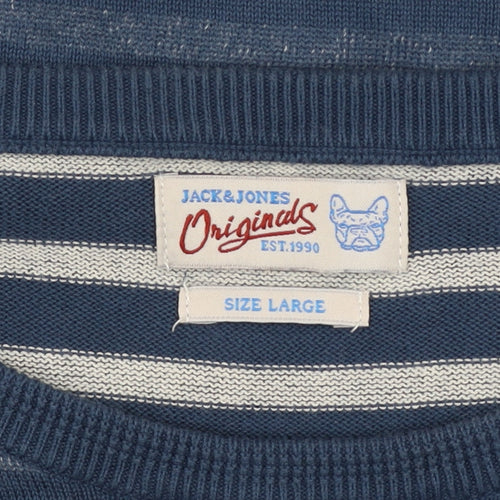 JACK&JONES
Originals
EST.1990
SIZE LARGE